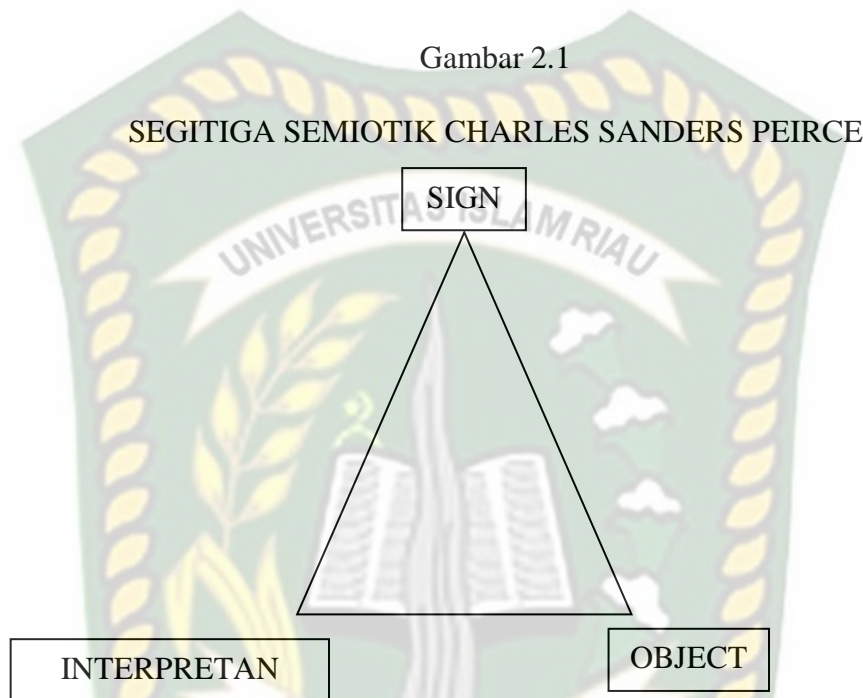 Gambar 2.1
SEGITIGA SEMIOTIK CHARLES SANDERS PEIRCE
SIGN
UNIVERSITAS ISLAM RIAU
INTERPRETAN
OBJECT